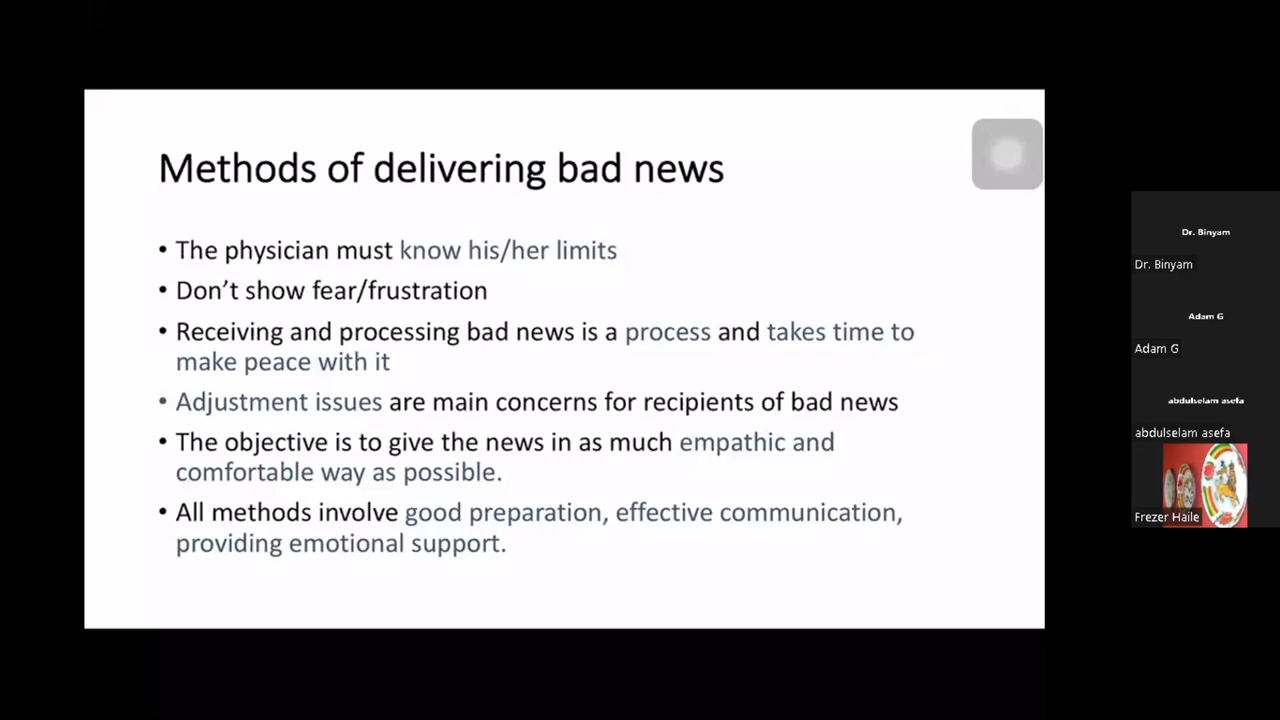 Methods of delivering bad news
• The physician must know his/her limits
• Don’t show fear/frustration
• Receiving and processing bad news is a process and takes time to
make peace with it
• Adjustment issues are main concerns for recipients of bad news
• The objective is to give the news in as much empathic and
comfortable way as possible.
• All methods involve good preparation, effective communication,
providing emotional support.
Dr. Binyam
Dr. Binyam
Adam G
Adam G
abdulselam asefa
abdulselam asefa
Frezer Haile